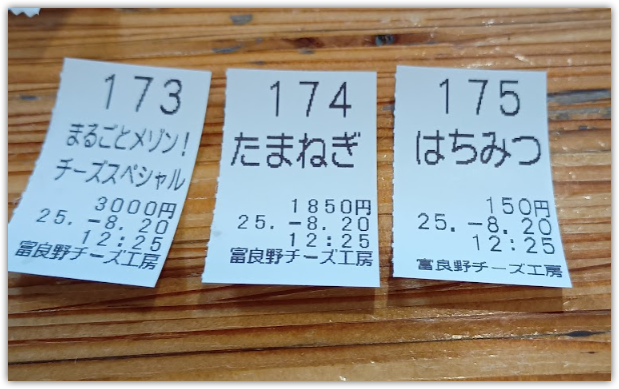 173
まるごとメゾン!
チーズスペシャル
3000円
25.-8.20
12:25
富良野チーズ工房
174
たまねぎ
1850円
25.-8.20
12:25
富良野チーズ工房
175
はちみつ
150円
25.-8.20
12:25
富良野チーズ工房